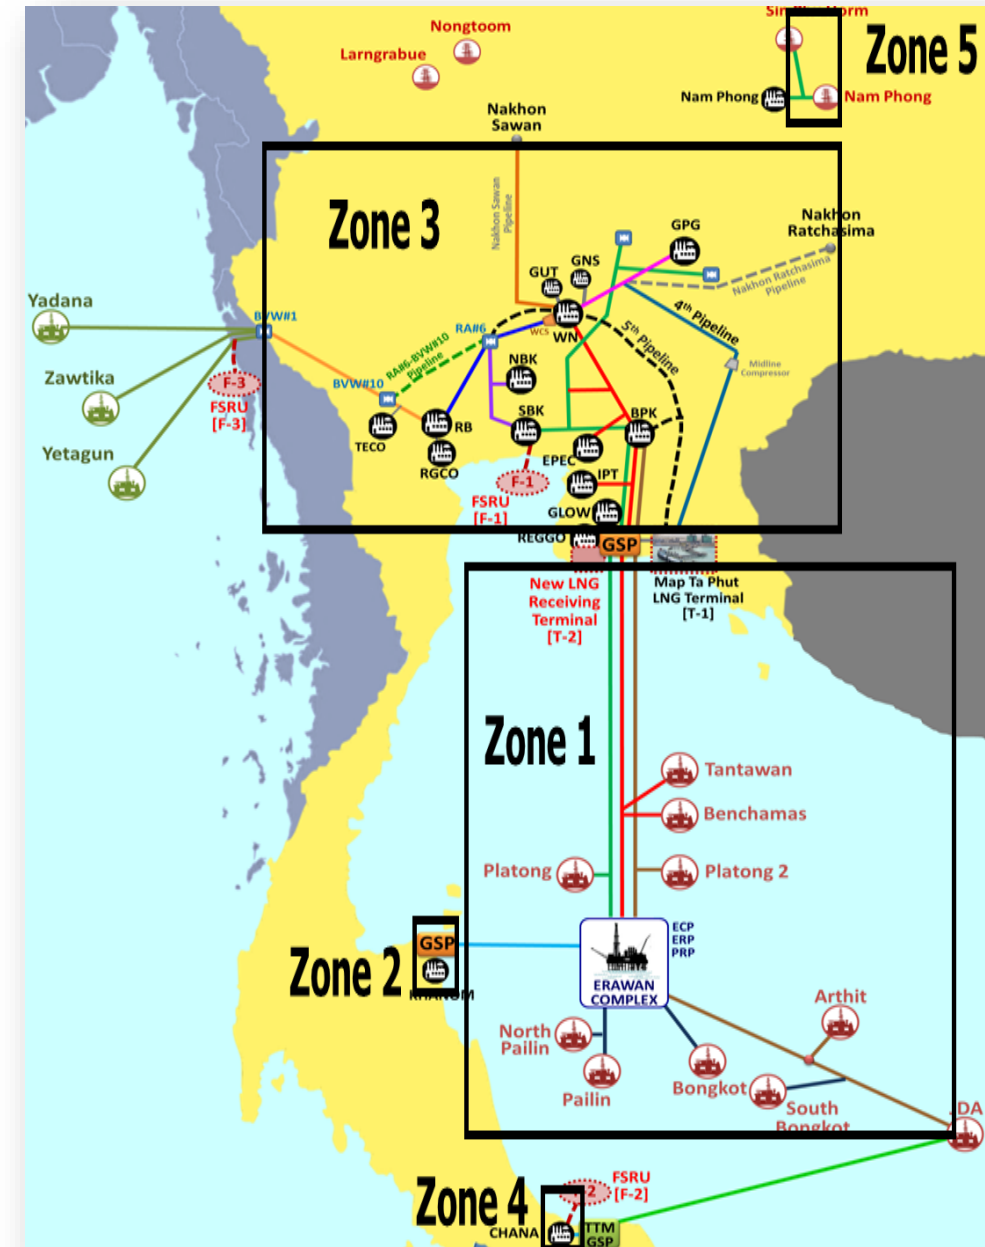 Nongtoom
Larngrabue
Zone 5
Nam Phong
Nam Phong
Nakhon
Sawan
Zone 3
Nakhon Sawan
Pipeline
Nakhon
Ratchasima
GPG
GNS
GUT
Nakhon Ratchasima
Pipeline
Yadana
BVW#1
RA#6
WCS
WN
4th Pipeline
5th Pipeline
RA#6-BVW#10
Pipeline
NBK
Midline
Compressor
Zawtika
F-3
FSRU
[F-3]
BVW#10
TECO
RB
SBK
BPK
Yetagun
RGCO
EPEC
F-1
FSRU
[F-1]
IPT
GLOW
REGGO
GSP
New LNG
Receiving
Terminal
[T-2]
Map Ta Phut
LNG Terminal
[T-1]
Zone 1
Tantawan
Benchamas
Platong
Platong 2
GSP
Zone 2
KHANOM
ECP
ERP
PRP
ERAWAN
COMPLEX
Arthit
North
Pailin
Pailin
Bongkot
South
Bongkot
JDA
Zone 4
FSRU
[F-2]
CHANA
TTM
GSP